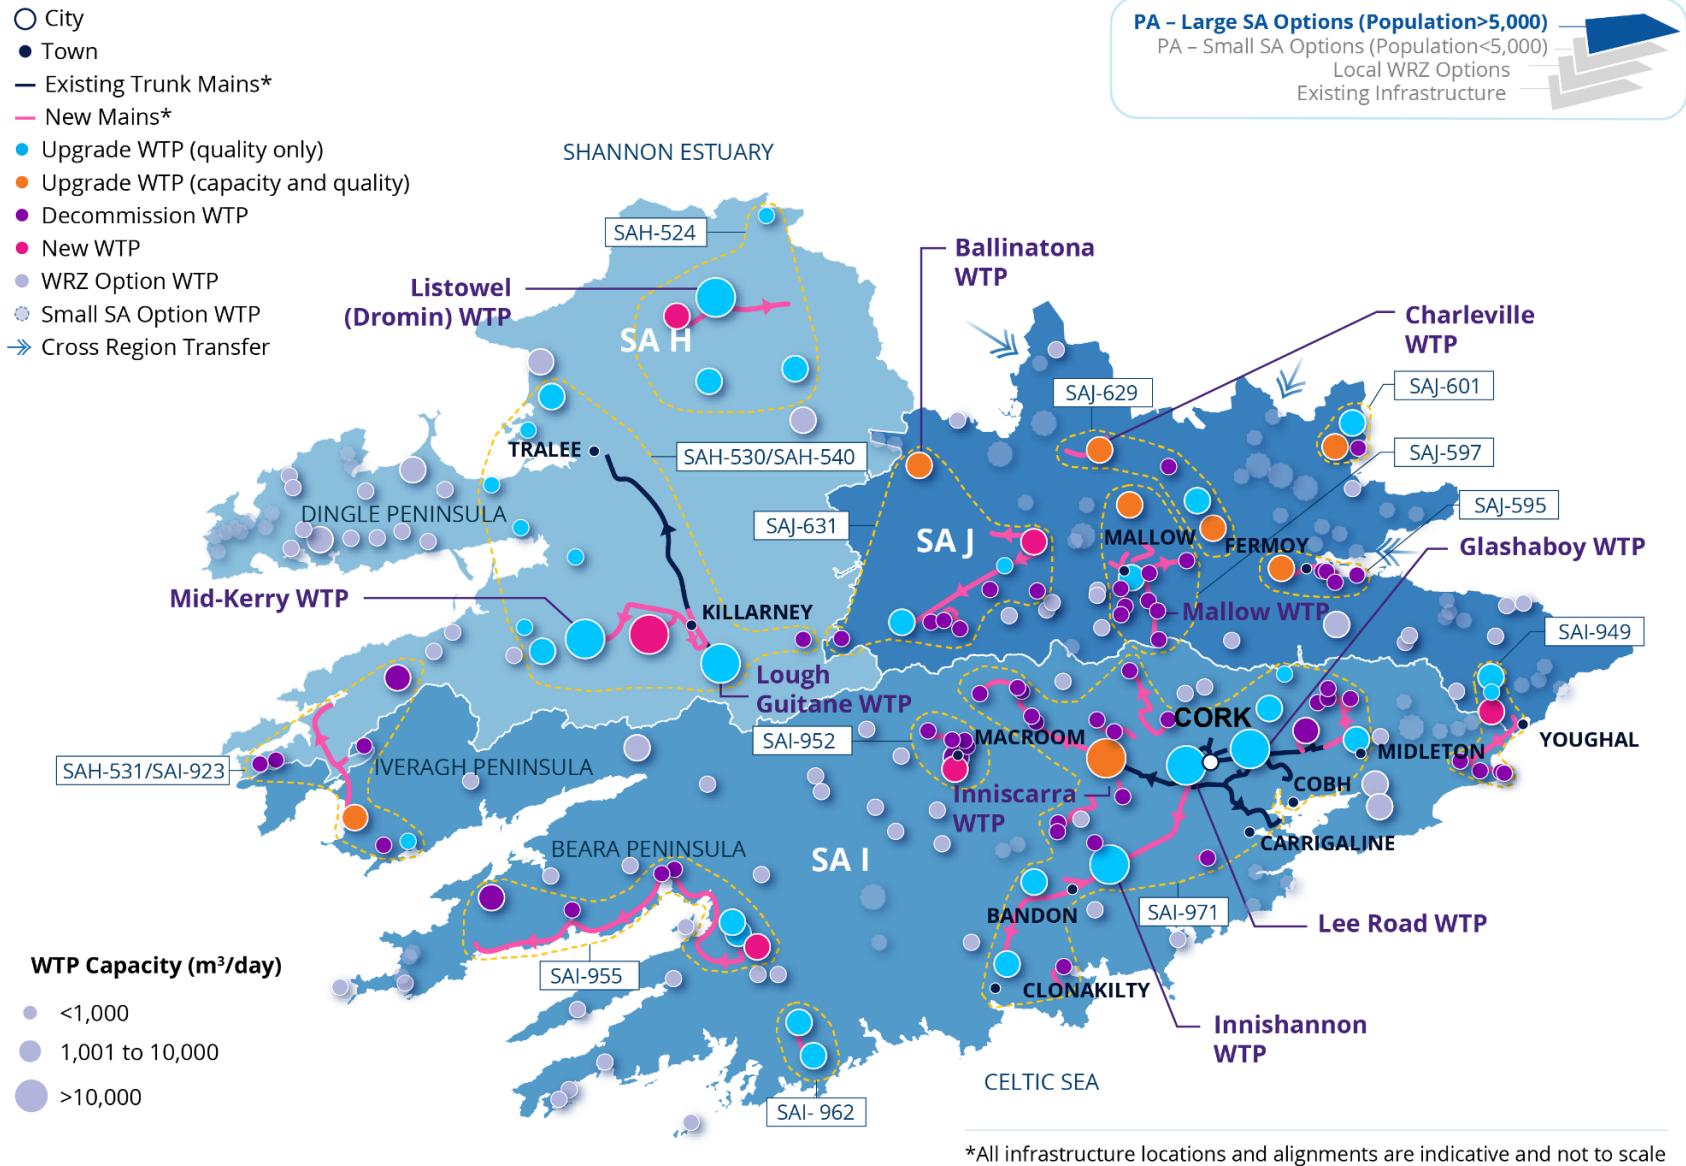 City
Town
Existing Trunk Mains*
New Mains*
Upgrade WTP (quality only)
Upgrade WTP (capacity and quality)
Decommission WTP
New WTP
WRZ Option WTP
Small SA Option WTP
Cross Region Transfer
PA – Large SA Options (Population>5,000)
PA – Small SA Options (Population<5,000)
Local WRZ Options
Existing Infrastructure
SHANNON ESTUARY
SAH-524
Listowel
(Dromin) WTP
SA H
Ballinatona
WTP
Charleville
WTP
SAJ-629
SAJ-601
SAJ-597
SAJ-595
TRALEE
SAH-530/SAH-540
DINGLE PENINSULA
SAJ-631
SA J
MALLOW
FERMOY
Glashaboy WTP
Mid-Kerry WTP
KILLARNEY
Mallow WTP
SAI-949
Lough
Guitane WTP
SAI-952
MACROOM
CORK
MIDLETON
YOUGHAL
SAH-531/SAI-923
IVERAGH PENINSULA
COBH
Inniscarra
WTP
CARRIGALINE
BEARA PENINSULA
SA I
BANDON
SAI-971
Lee Road WTP
SAI-955
CLONAKILTY
Innishannon
WTP
CELTIC SEA
SAI- 962
WTP Capacity (m³/day)
<1,000
1,001 to 10,000
>10,000
*All infrastructure locations and alignments are indicative and not to scale